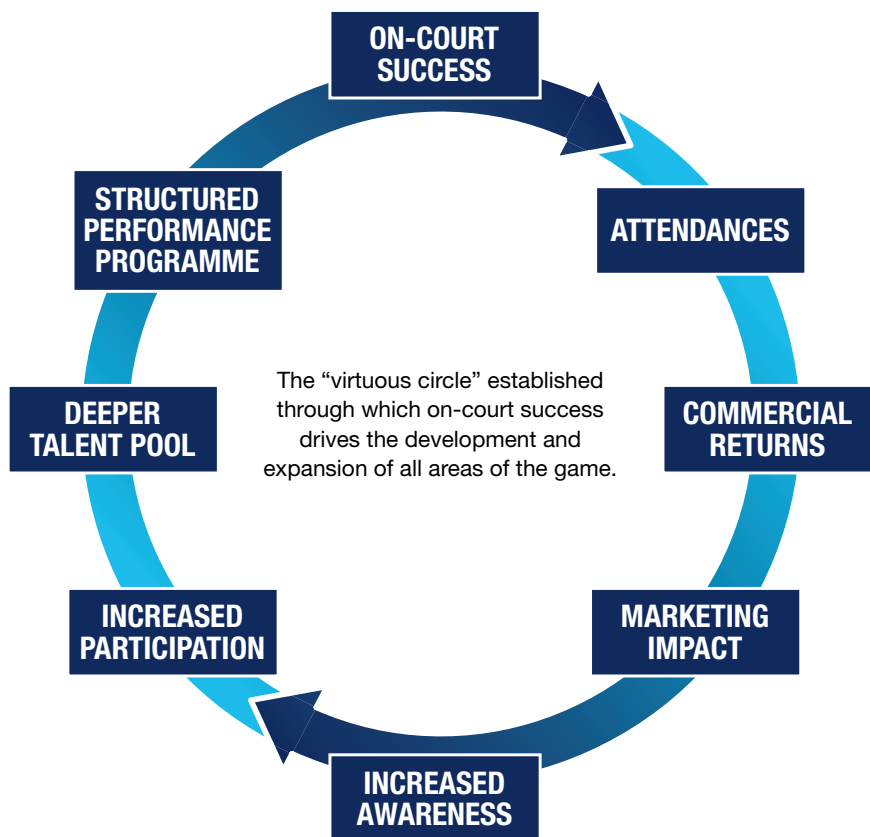 ON-COURT
SUCCESS
ATTENDANCES
COMMERCIAL
RETURNS
MARKETING
IMPACT
INCREASED
AWARENESS
INCREASED
PARTICIPATION
DEEPER
TALENT POOL
STRUCTURED
PERFORMANCE
PROGRAMME
The “virtuous circle” established
through which on-court success
drives the development and
expansion of all areas of the game.